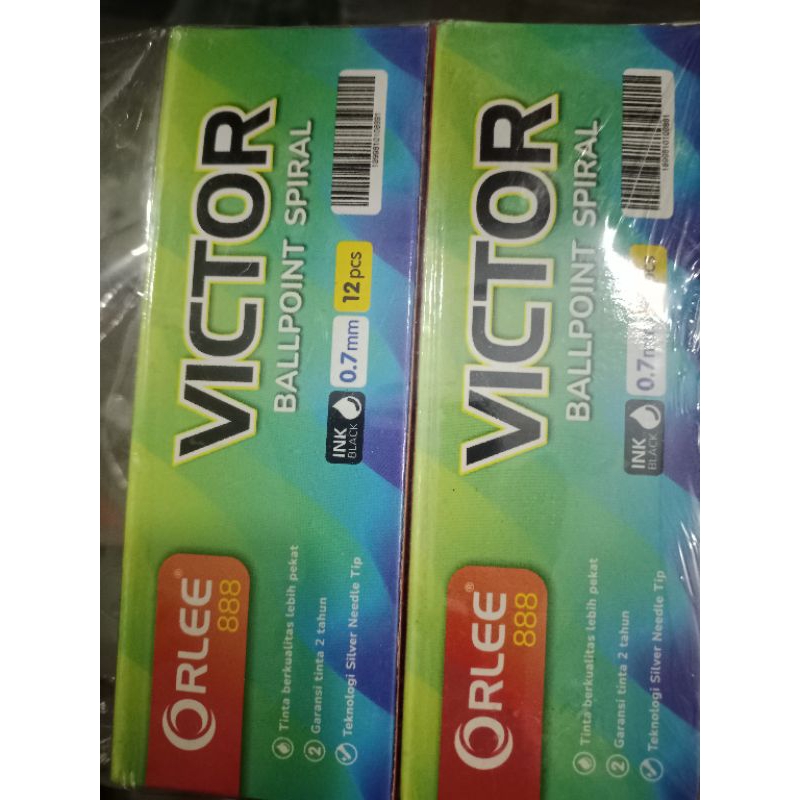 ORLEE®
888
VICTOR
BALLPOINT SPIRAL
INK
BLACK
0.7mm
12pcs
Tinta berkualitas lebih pekat
2 Garansi tinta 2 tahun
Teknologi Silver Needle Tip
ORLEE®
888
VICTOR
BALLPOINT SPIRAL
INK
BLACK
Tinta berkualitas lebih pekat
2 Garansi tinta 2 tahun
Teknologi Silver Needle Tip